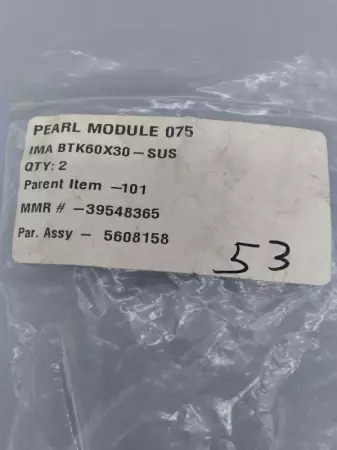 PEARL MODULE 075
IMA BTK60X30-SUS
QTY: 2
Parent Item -101
MMR # -39548365
Par. Assy - 5608158
53